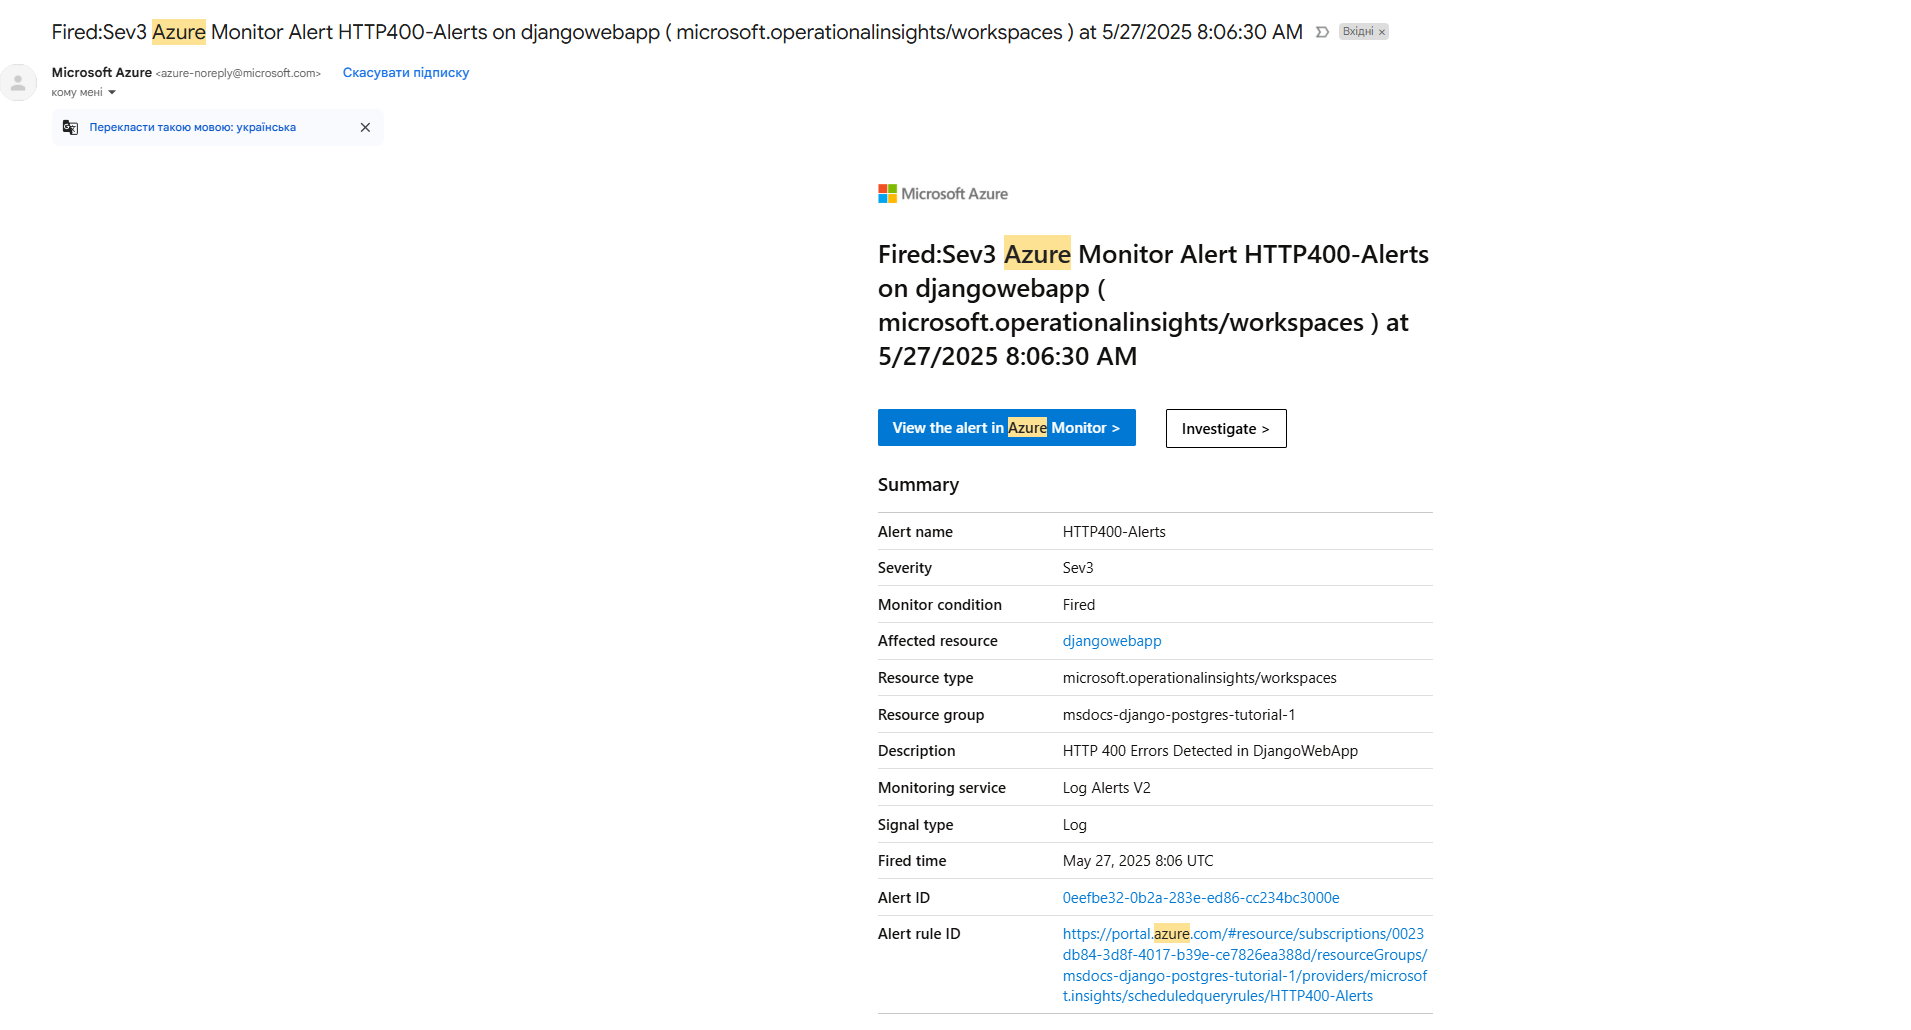 Fired:Sev3 Azure Monitor Alert HTTP400-Alerts on djangowebapp ( microsoft.operationalinsights/workspaces ) at 5/27/2025 8:06:30 AM Вхідні ×
Microsoft Azure <azure-noreply@microsoft.com> Скасувати підписку
кому мені
Перекласти такою мовою: українська
Microsoft Azure
Fired:Sev3 Azure Monitor Alert HTTP400-Alerts
on djangowebapp (
microsoft.operationalinsights/workspaces ) at
5/27/2025 8:06:30 AM
View the alert in Azure Monitor > Investigate >
Summary
Alert name HTTP400-Alerts
Severity Sev3
Monitor condition Fired
Affected resource djangowebapp
Resource type microsoft.operationalinsights/workspaces
Resource group msdocs-django-postgres-tutorial-1
Description HTTP 400 Errors Detected in DjangoWebApp
Monitoring service Log Alerts V2
Signal type Log
Fired time May 27, 2025 8:06 UTC
Alert ID 0eefbe32-0b2a-283e-ed86-cc234bc3000e
Alert rule ID https://portal.azure.com/#resource/subscriptions/0023
db84-3d8f-4017-b39e-ce7826ea388d/resourceGroups/
msdocs-django-postgres-tutorial-1/providers/microsof
t.insights/scheduledqueryrules/HTTP400-Alerts